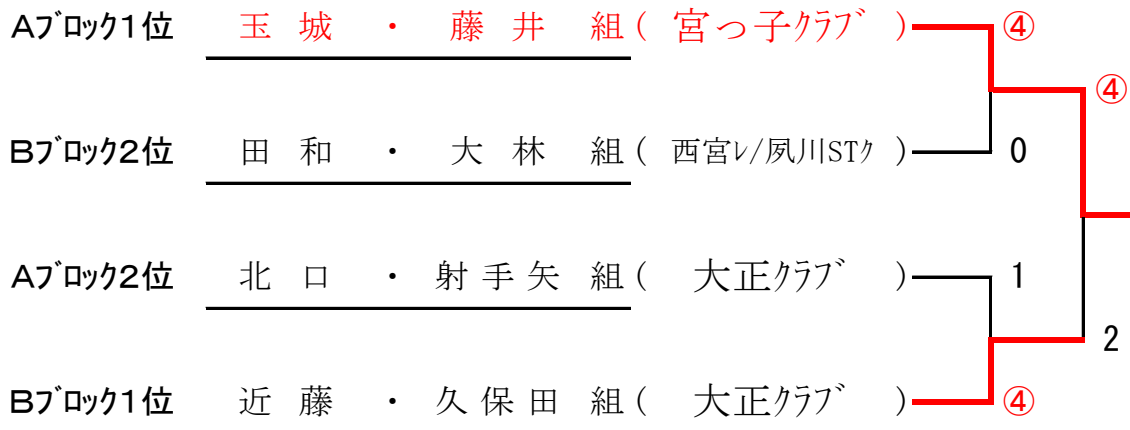 Aﾌﾞﾛｯｸ1位 玉城・藤井組(宮っ子ｸﾗﾌﾞ) ④
④
Bﾌﾞﾛｯｸ2位 田和・大林組(西宮ﾚ/夙川STｸ) 0
Aﾌﾞﾛｯｸ2位 北口・射手矢組(大正ｸﾗﾌﾞ) 1
2
Bﾌﾞﾛｯｸ1位 近藤・久保田組(大正ｸﾗﾌﾞ) ④